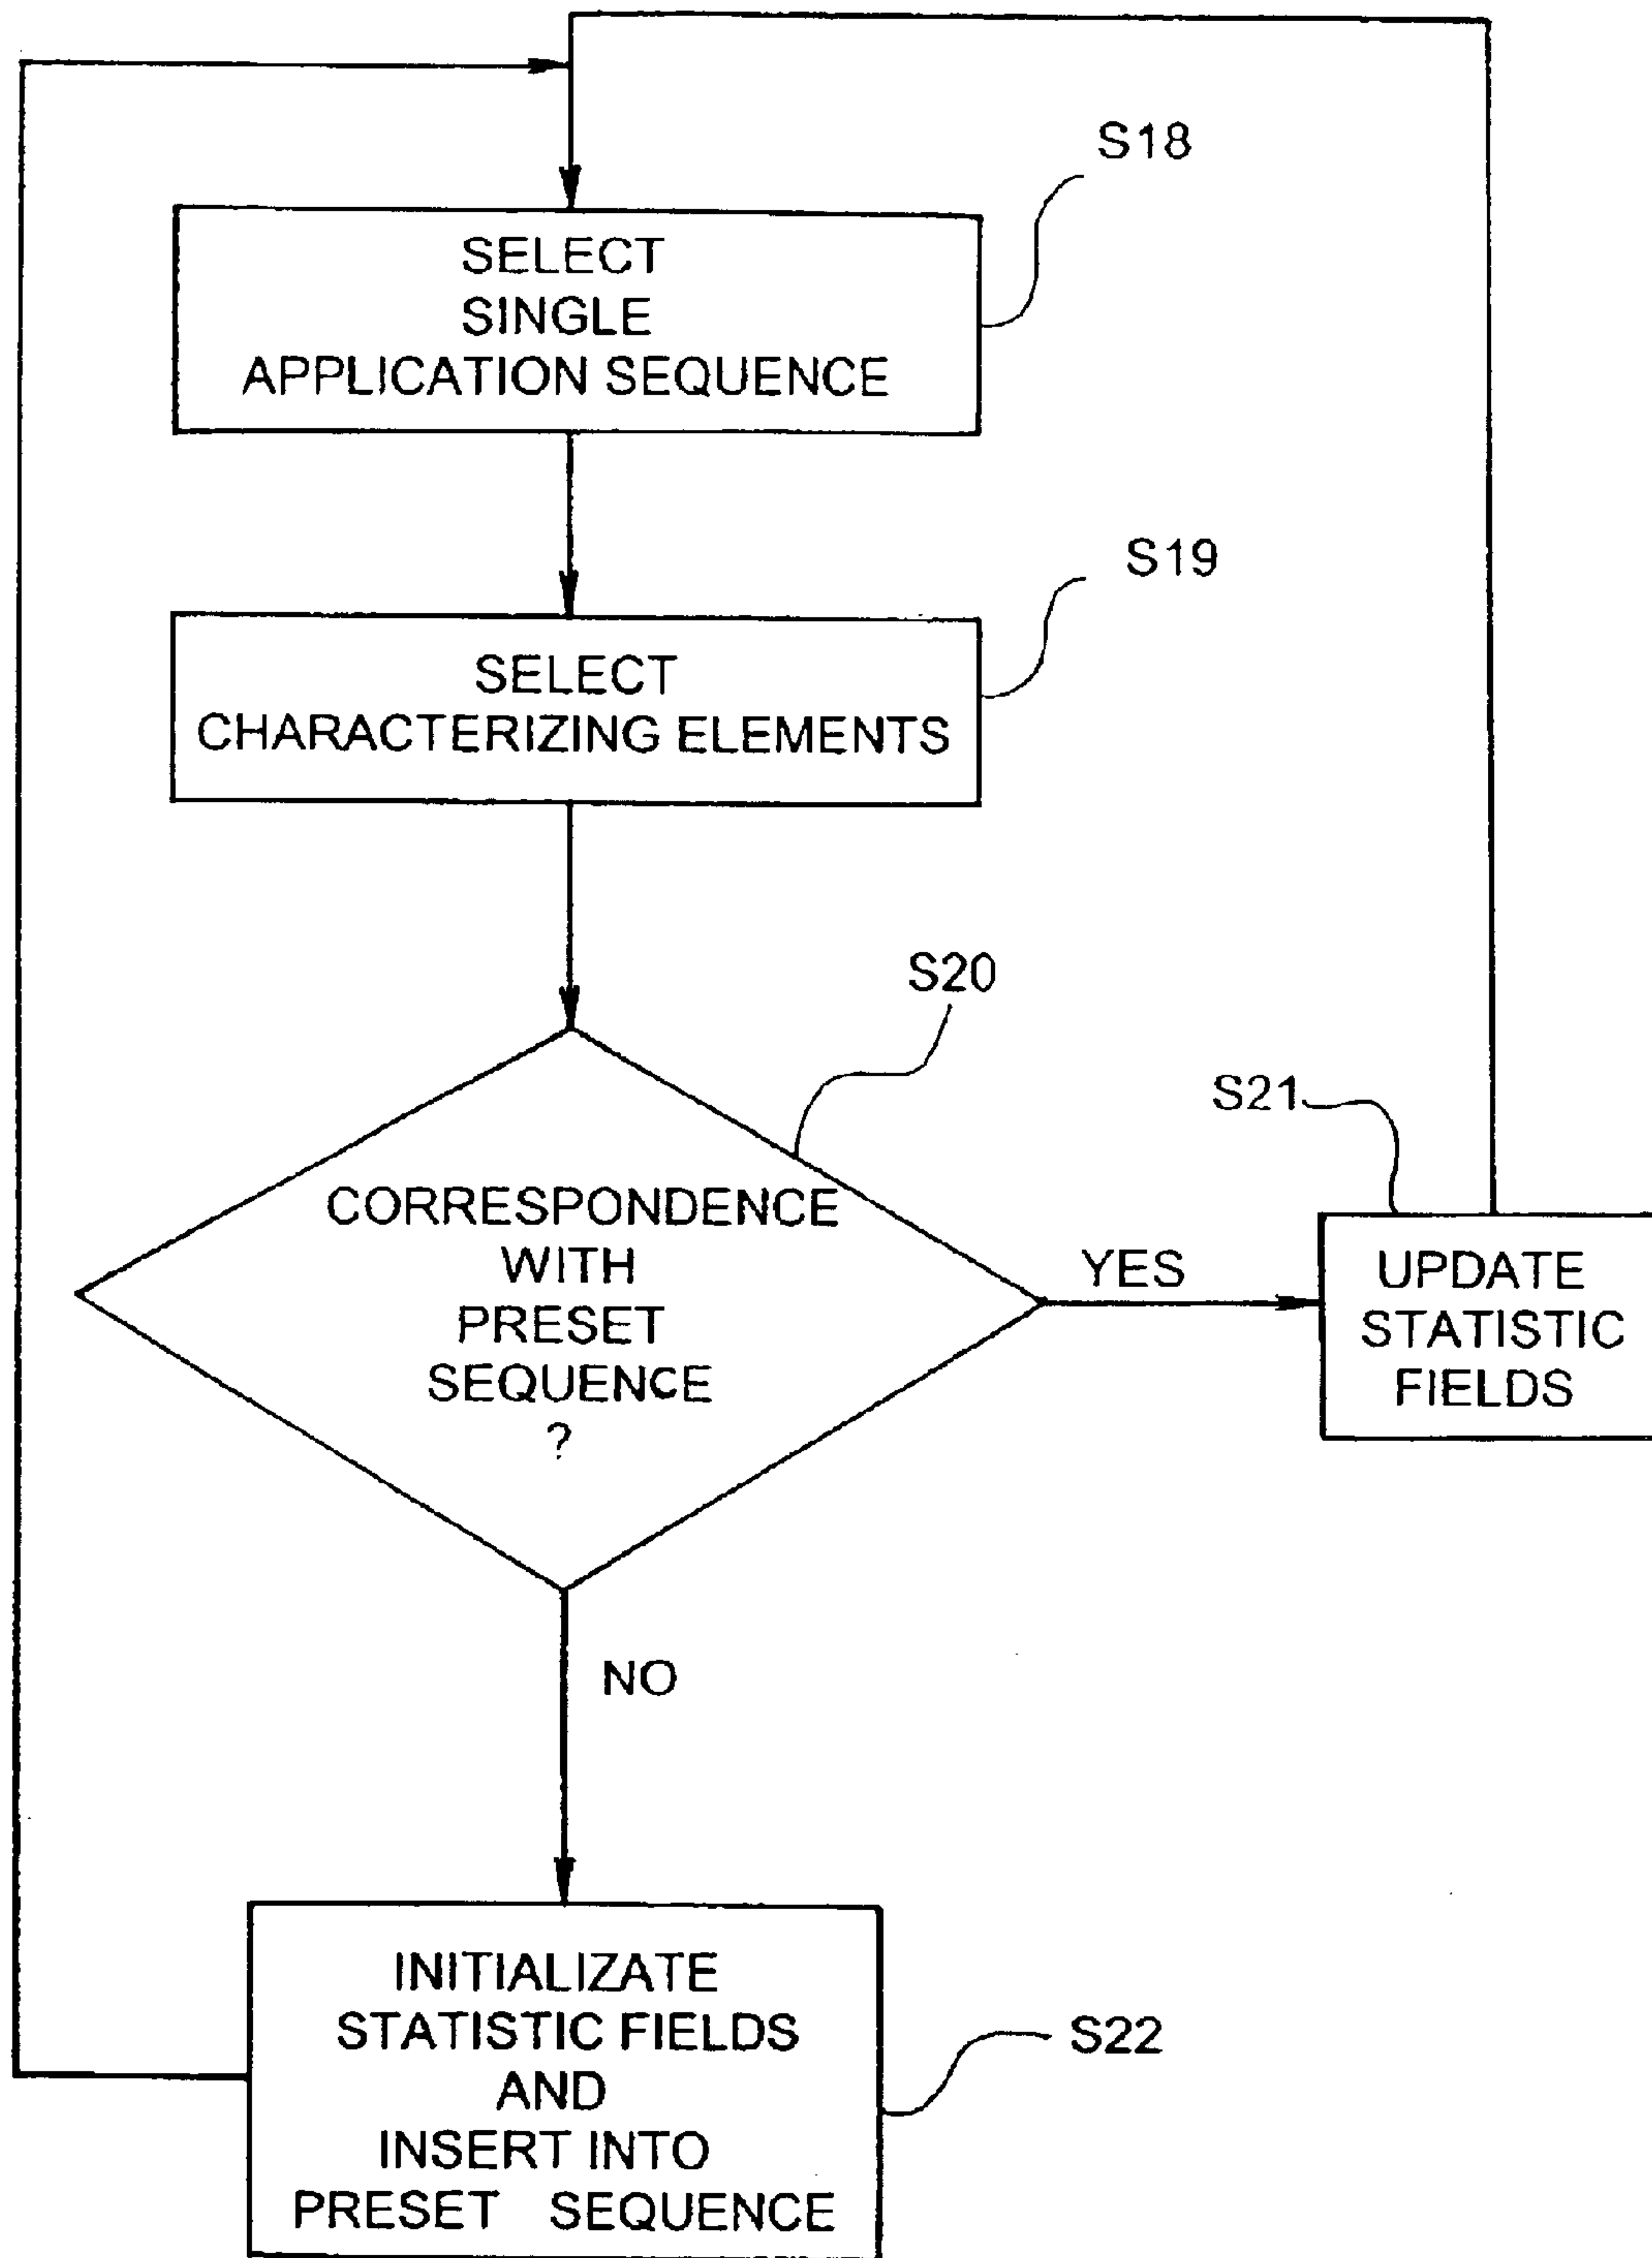 S18
SELECT
SINGLE
APPLICATION SEQUENCE
S19
SELECT
CHARACTERIZING ELEMENTS
S20
CORRESPONDENCE
WITH
PRESET
SEQUENCE
?
YES
S21
UPDATE
STATISTIC
FIELDS
NO
INITIALIZATE
STATISTIC FIELDS
AND
INSERT INTO
PRESET SEQUENCE
S22